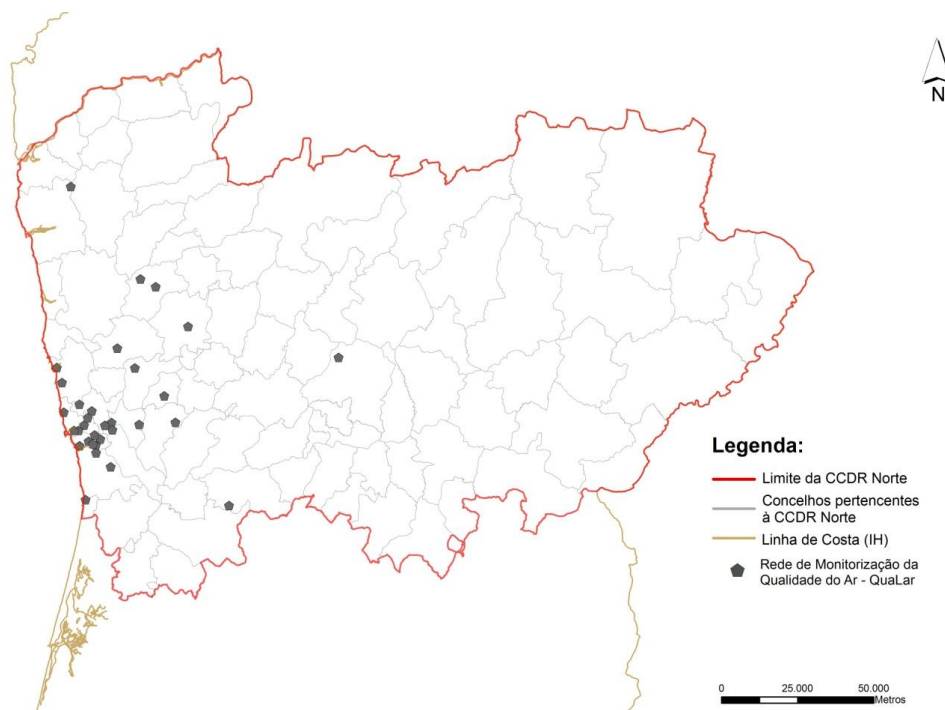 N
Legenda:
Limite da CCDR Norte
Concelhos pertencentes
à CCDR Norte
Linha de Costa (IH)
Rede de Monitorização da
Qualidade do Ar - QuaLar
0 25.000 50.000
Metros